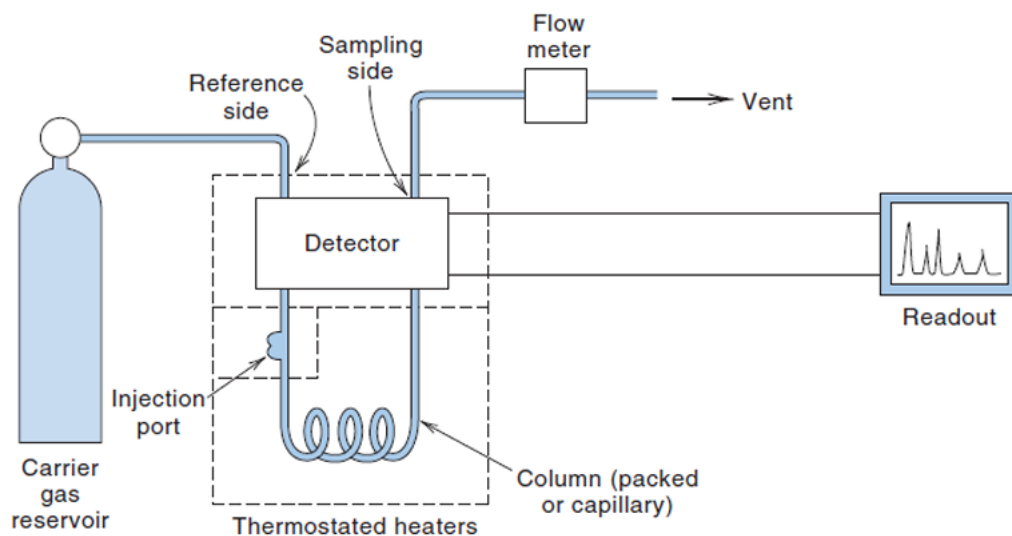 Flow
meter
Sampling
side
Reference
side
Vent
Detector
Readout
Injection
port
Carrier
gas
reservoir
Column (packed
or capillary)
Thermostated heaters